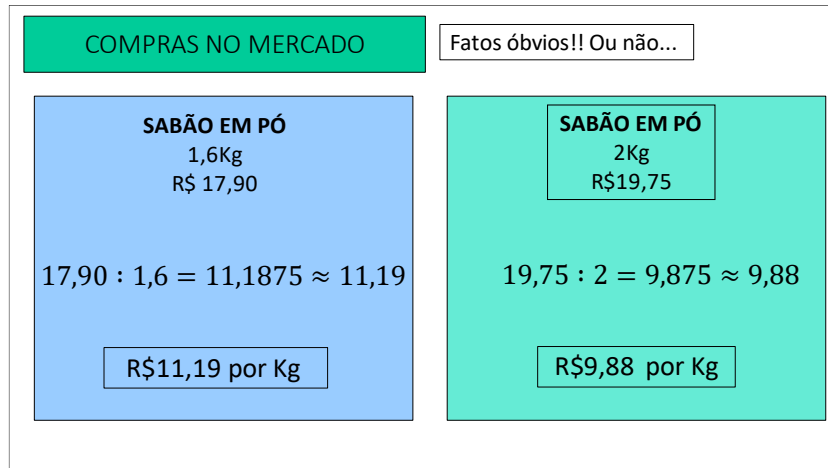 COMPRAS NO MERCADO
Fatos óbvios!! Ou não...
SABÃO EM PÓ
1,6Kg
R$ 17,90
17,90 : 1,6 = 11,1875 ≈ 11,19
R$11,19 por Kg
SABÃO EM PÓ
2Kg
R$19,75
19,75 : 2 = 9,875 ≈ 9,88
R$9,88 por Kg